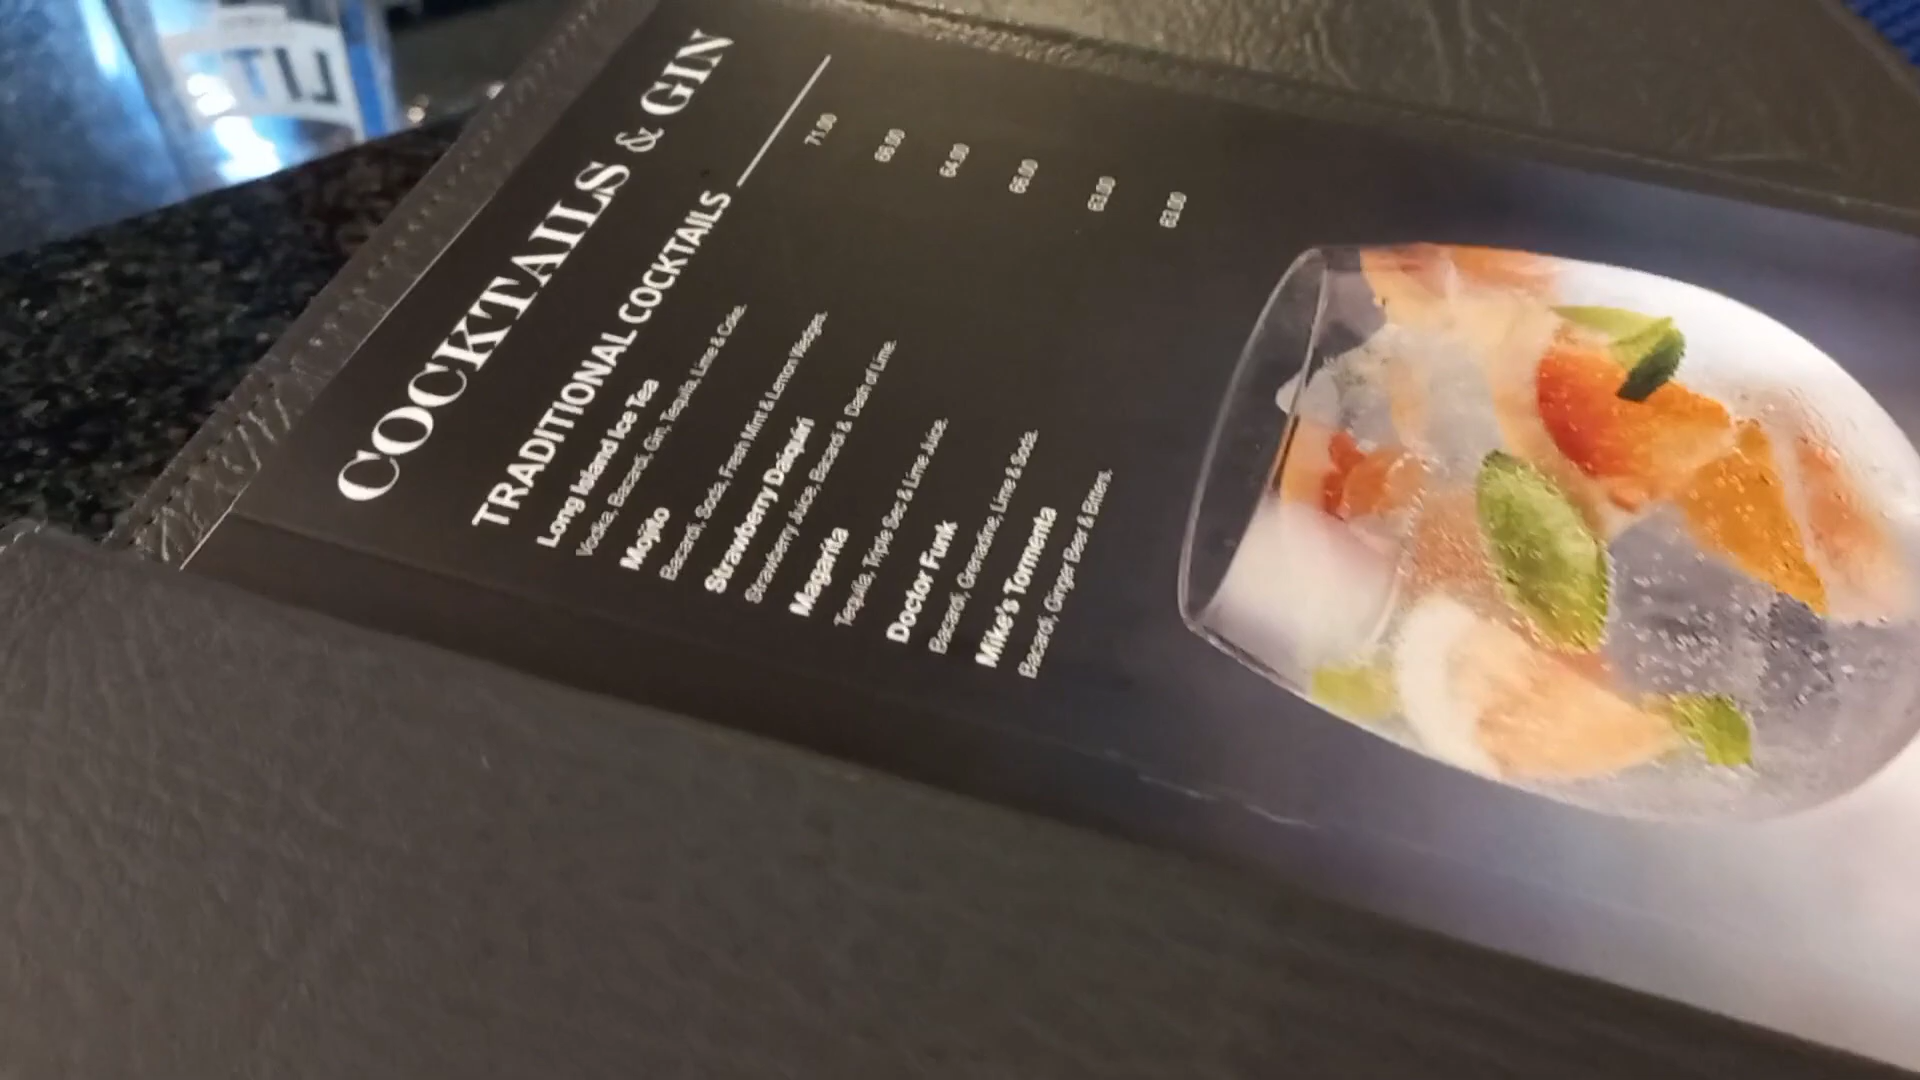 COCKTAILS & GIN
TRADITIONAL COCKTAILS
Long Island Ice Tea 71.00
Vodka, Bacardi, Gin, Tequila, Lime & Coke.
Mojito 66.00
Bacardi, Soda, Fresh Mint & Lemon Wedges.
Strawberry Daiquiri 64.00
Strawberry Juice, Bacardi & Dash of Lime.
Magarita 66.00
Tequila, Triple Sec & Lime Juice.
Doctor Funk 63.00
Bacardi, Grenadine, Lime & Soda.
Mike's Tormenta 63.00
Bacardi, Ginger Beer & Bitters.